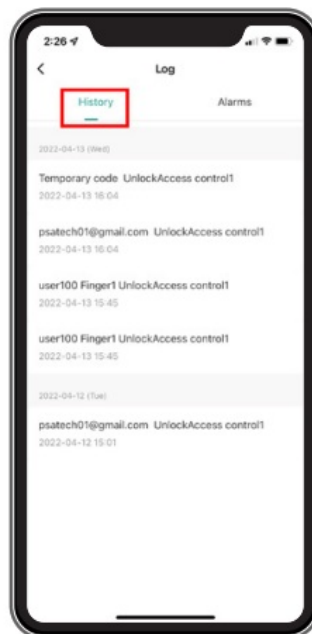 2:26
Log
History Alarms
2022-04-13 (Wed)
Temporary code UnlockAccess control1
2022-04-13 16:04
psatech01@gmail.com UnlockAccess control1
2022-04-13 16:04
user100 Finger1 UnlockAccess control1
2022-04-13 15:45
user100 Finger1 UnlockAccess control1
2022-04-13 15:45
2022-04-12 (Tue)
psatech01@gmail.com UnlockAccess control1
2022-04-12 15:01